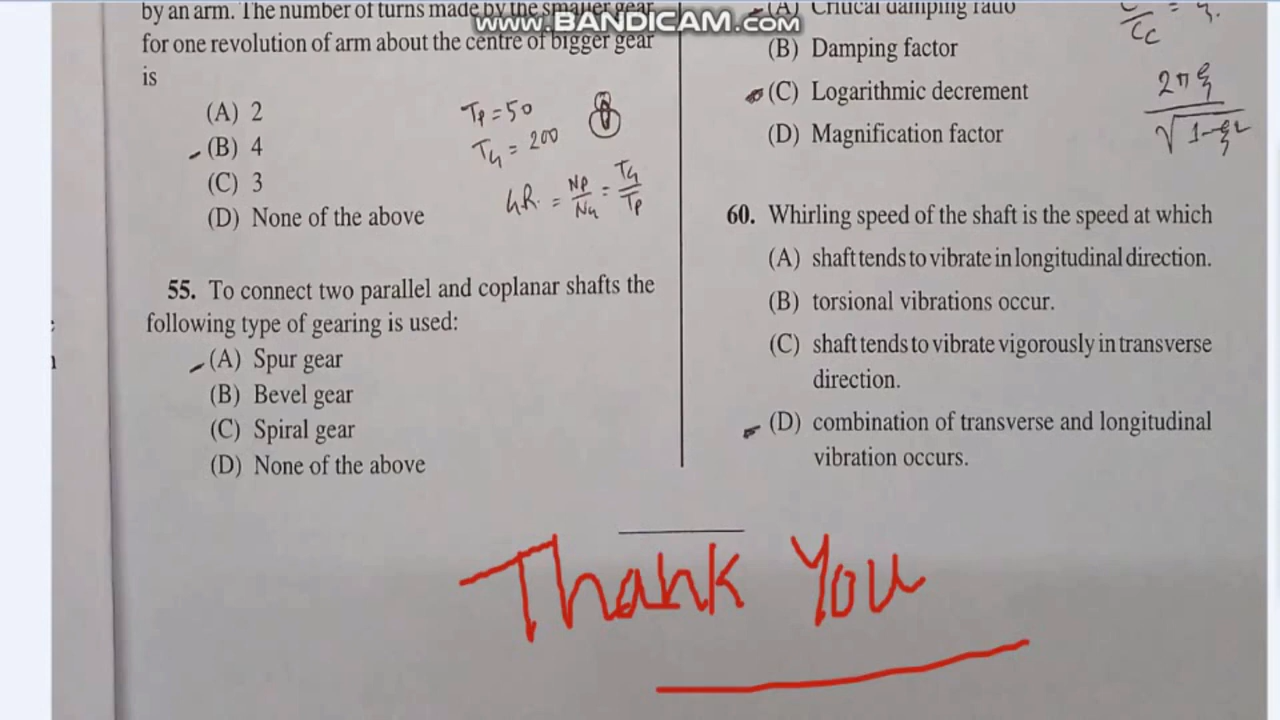 www.BANDICAM.com
by an arm. The number of turns made by the smaller gear
for one revolution of arm about the centre of bigger gear
is
(A) 2
(B) 4
(C) 3
(D) None of the above
Tp = 50
TG = 200
G.R. = Np/NG = TG/Tp
55. To connect two parallel and coplanar shafts the
following type of gearing is used:
(A) Spur gear
(B) Bevel gear
(C) Spiral gear
(D) None of the above
(A) Critical damping ratio
(B) Damping factor
(C) Logarithmic decrement
(D) Magnification factor
2πξ
√1-ξ²
60. Whirling speed of the shaft is the speed at which
(A) shaft tends to vibrate in longitudinal direction.
(B) torsional vibrations occur.
(C) shaft tends to vibrate vigorously in transverse
direction.
(D) combination of transverse and longitudinal
vibration occurs.
Thank You